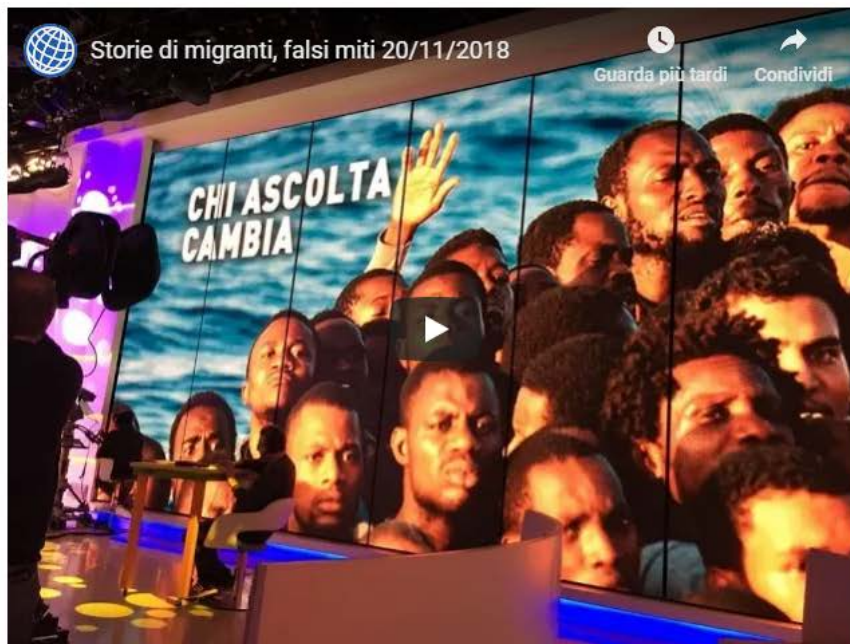 Storie di migranti, falsi miti 20/11/2018
Guarda più tardi
Condividi
CHI ASCOLTA
CAMBIA